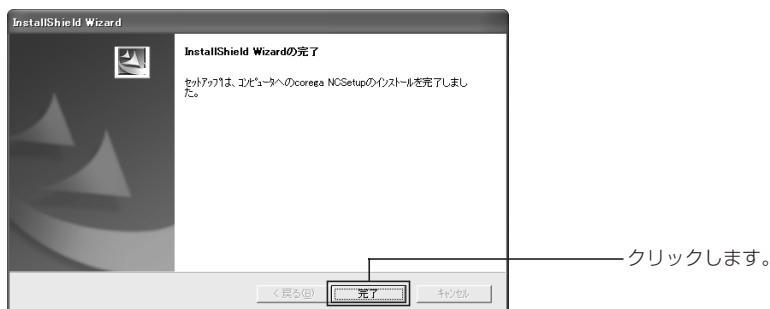 InstallShield Wizard
InstallShield Wizardの完了
セットアップは、コンピュータへのcorega NCSetupのインストールを完了しまし
た。
クリックします。
< 戻る(B)
完了
キャンセル